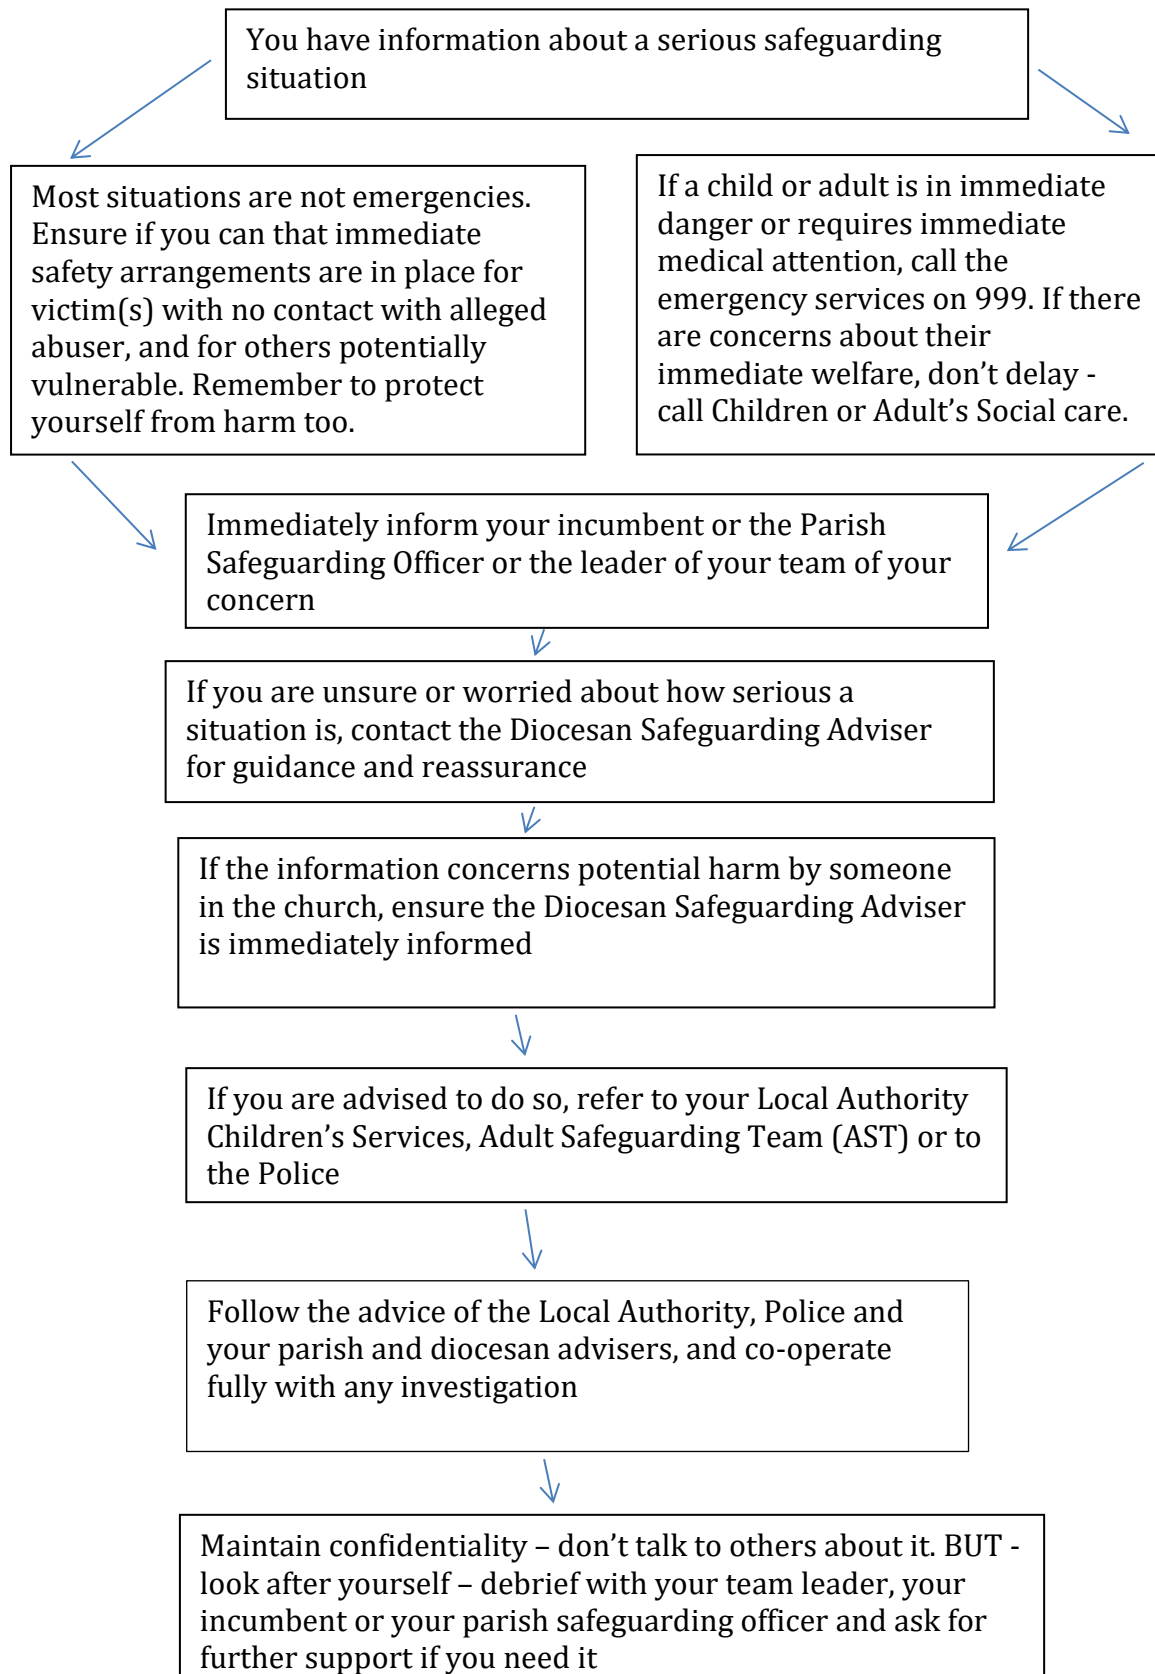 You have information about a serious safeguarding
situation
Most situations are not emergencies.
Ensure if you can that immediate
safety arrangements are in place for
victim(s) with no contact with alleged
abuser, and for others potentially
vulnerable. Remember to protect
yourself from harm too.
If a child or adult is in immediate
danger or requires immediate
medical attention, call the
emergency services on 999. If there
are concerns about their
immediate welfare, don’t delay -
call Children or Adult’s Social care.
Immediately inform your incumbent or the Parish
Safeguarding Officer or the leader of your team of your
concern
If you are unsure or worried about how serious a
situation is, contact the Diocesan Safeguarding Adviser
for guidance and reassurance
If the information concerns potential harm by someone
in the church, ensure the Diocesan Safeguarding Adviser
is immediately informed
If you are advised to do so, refer to your Local Authority
Children’s Services, Adult Safeguarding Team (AST) or to
the Police
Follow the advice of the Local Authority, Police and
your parish and diocesan advisers, and co-operate
fully with any investigation
Maintain confidentiality – don’t talk to others about it. BUT -
look after yourself – debrief with your team leader, your
incumbent or your parish safeguarding officer and ask for
further support if you need it